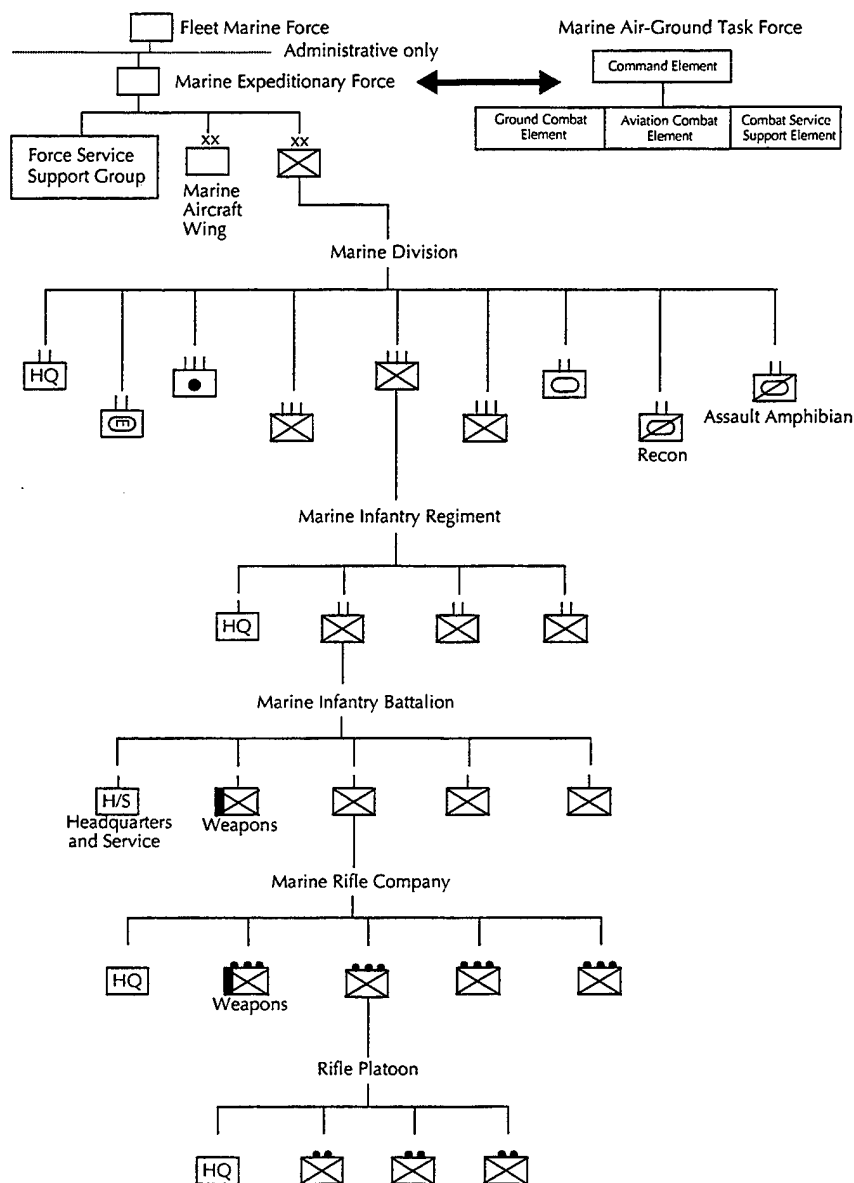 Fleet Marine Force
Administrative only
Marine Expeditionary Force
Marine Air-Ground Task Force
Command Element
Ground Combat
Element
Aviation Combat
Element
Combat Service
Support Element
Force Service
Support Group
XX
Marine
Aircraft
Wing
XX
Marine Division
HQ
E
Recon
Assault Amphibian
Marine Infantry Regiment
HQ
Marine Infantry Battalion
H/S
Headquarters
and Service
Weapons
Marine Rifle Company
HQ
Weapons
Rifle Platoon
HQ